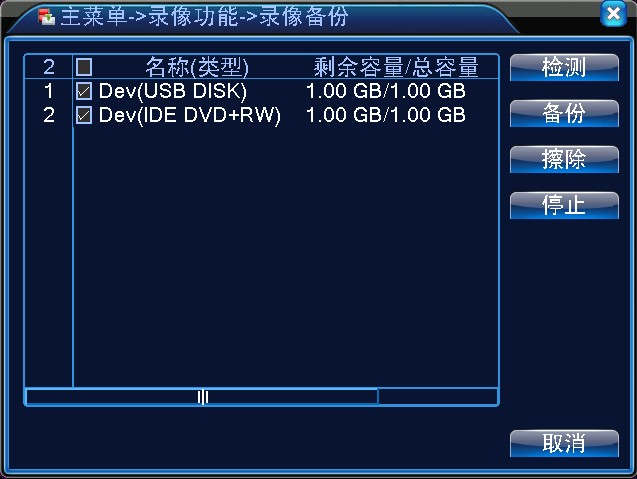 主菜单->录像功能->录像备份
2 名称(类型) 剩余容量/总容量
1 Dev(USB DISK) 1.00 GB/1.00 GB
2 Dev(IDE DVD+RW) 1.00 GB/1.00 GB
检测
备份
擦除
停止
取消